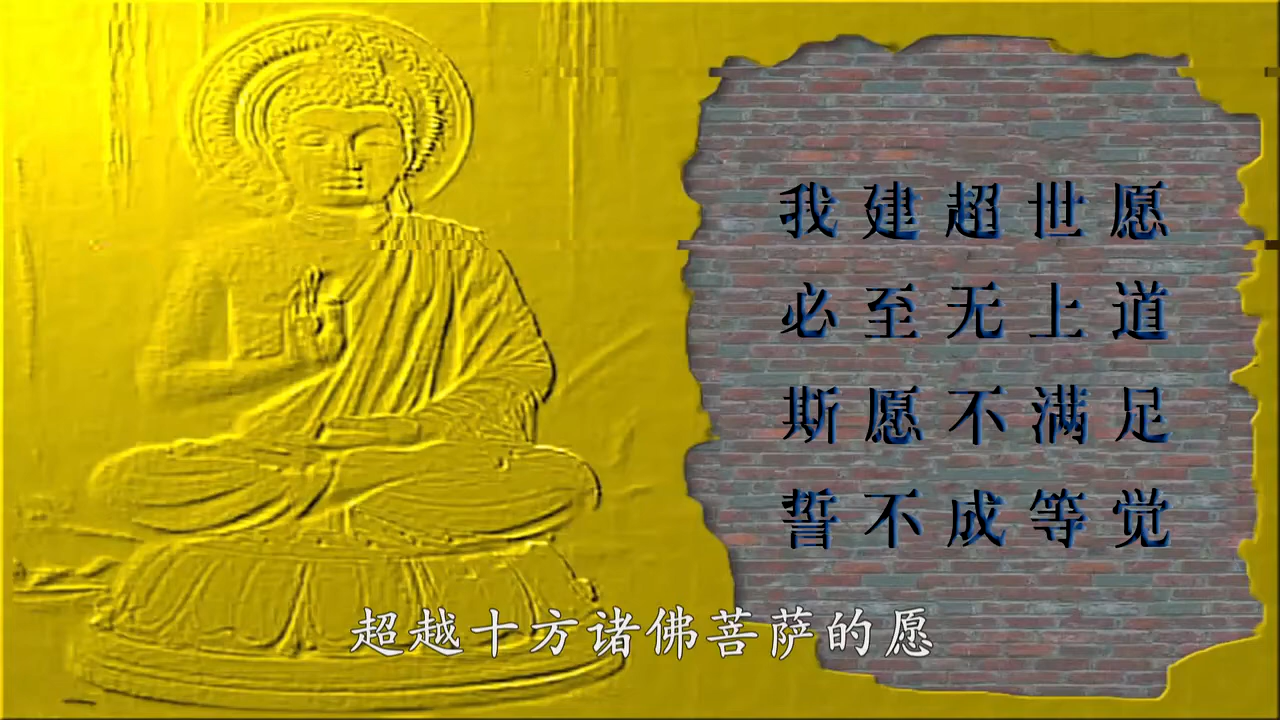 我建超世愿
必至无上道
斯愿不满足
誓不成等觉
超越十方诸佛菩萨的愿